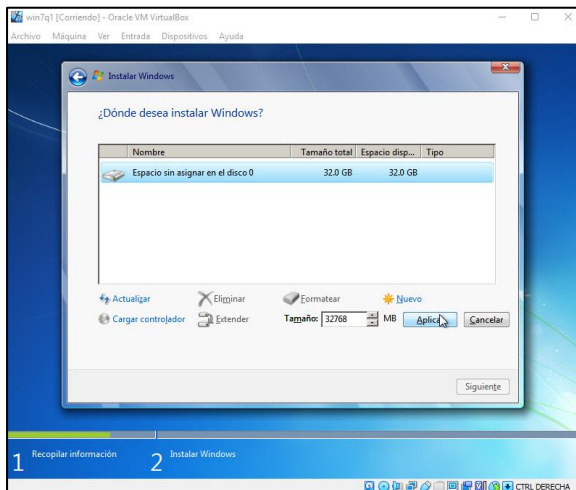 win7q1 [Corriendo] - Oracle VM VirtualBox
Archivo Máquina Ver Entrada Dispositivos Ayuda
Instalar Windows
¿Dónde desea instalar Windows?
Nombre Tamaño total Espacio disp... Tipo
Espacio sin asignar en el disco 0 32.0 GB 32.0 GB
Actualizar Eliminar Formatear Nuevo
Cargar controlador Extender Tamaño: 32768 MB Aplicar Cancelar
Siguiente
1 Recopilar información 2 Instalar Windows
CTRL DERECHA